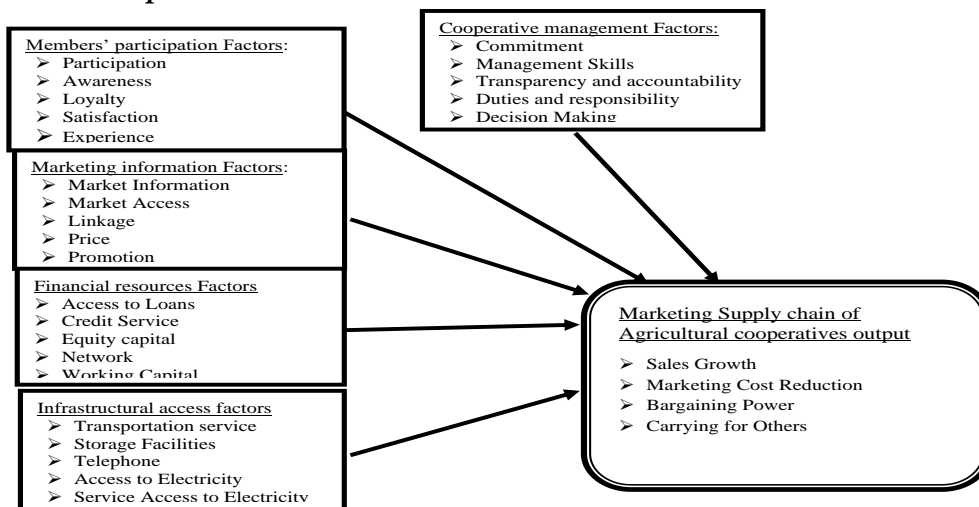 Members' participation Factors:
➢ Participation
➢ Awareness
➢ Loyalty
➢ Satisfaction
➢ Experience
Marketing information Factors:
➢ Market Information
➢ Market Access
➢ Linkage
➢ Price
➢ Promotion
Financial resources Factors
➢ Access to Loans
➢ Credit Service
➢ Equity capital
➢ Network
➢ Working Capital
Infrastructural access factors
➢ Transportation service
➢ Storage Facilities
➢ Telephone
➢ Access to Electricity
➢ Service Access to Electricity
Cooperative management Factors:
➢ Commitment
➢ Management Skills
➢ Transparency and accountability
➢ Duties and responsibility
➢ Decision Making
Marketing Supply chain of
Agricultural cooperatives output
➢ Sales Growth
➢ Marketing Cost Reduction
➢ Bargaining Power
➢ Carrying for Others